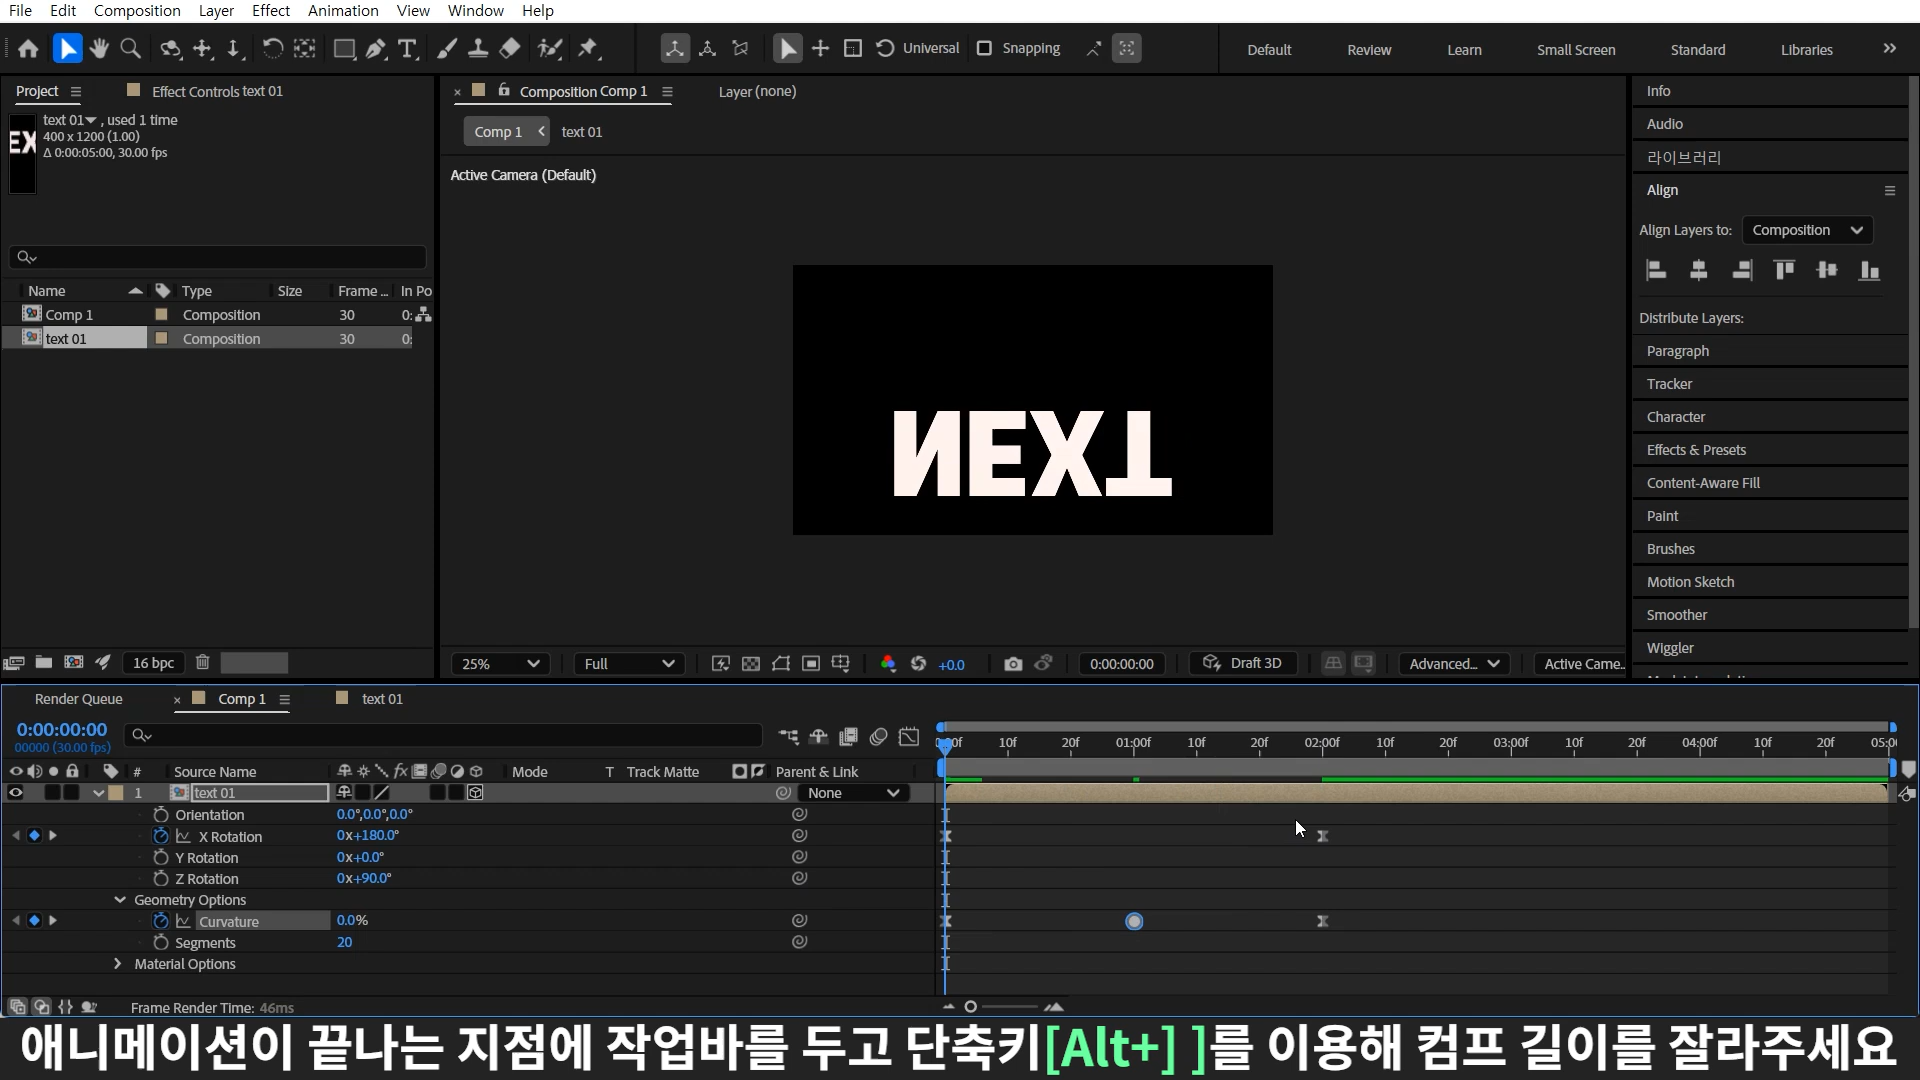 File Edit Composition Layer Effect Animation View Window Help
Universal Snapping Default Review Learn Small Screen Standard Libraries
Project Effect Controls text 01
text 01 , used 1 time
400 x 1200 (1.00)
Δ 0:00:05:00, 30.00 fps
Name Type Size Frame ... In Po
Comp 1 Composition 30 0:
text 01 Composition 30 0:
16 bpc
Composition Comp 1 Layer (none)
Comp 1 text 01
Active Camera (Default)
NEXT
25% Full +0.0 0:00:00:00 Draft 3D Advanced... Active Came...
Info
Audio
라이브러리
Align
Align Layers to: Composition
Distribute Layers:
Paragraph
Tracker
Character
Effects & Presets
Content-Aware Fill
Paint
Brushes
Motion Sketch
Smoother
Wiggler
Render Queue Comp 1 text 01
0:00:00:00
00000 (30.00 fps)
:00f 10f 20f 01:00f 10f 20f 02:00f 10f 20f 03:00f 10f 20f 04:00f 10f 20f 05:00
# Source Name Mode T Track Matte Parent & Link
1 text 01 None
Orientation 0.0°,0.0°,0.0°
X Rotation 0x+180.0°
Y Rotation 0x+0.0°
Z Rotation 0x+90.0°
Geometry Options
Curvature 0.0%
Segments 20
Material Options
Frame Render Time: 46ms
애니메이션이 끝나는 지점에 작업바를 두고 단축키[Alt+] ]를 이용해 컴프 길이를 잘라주세요